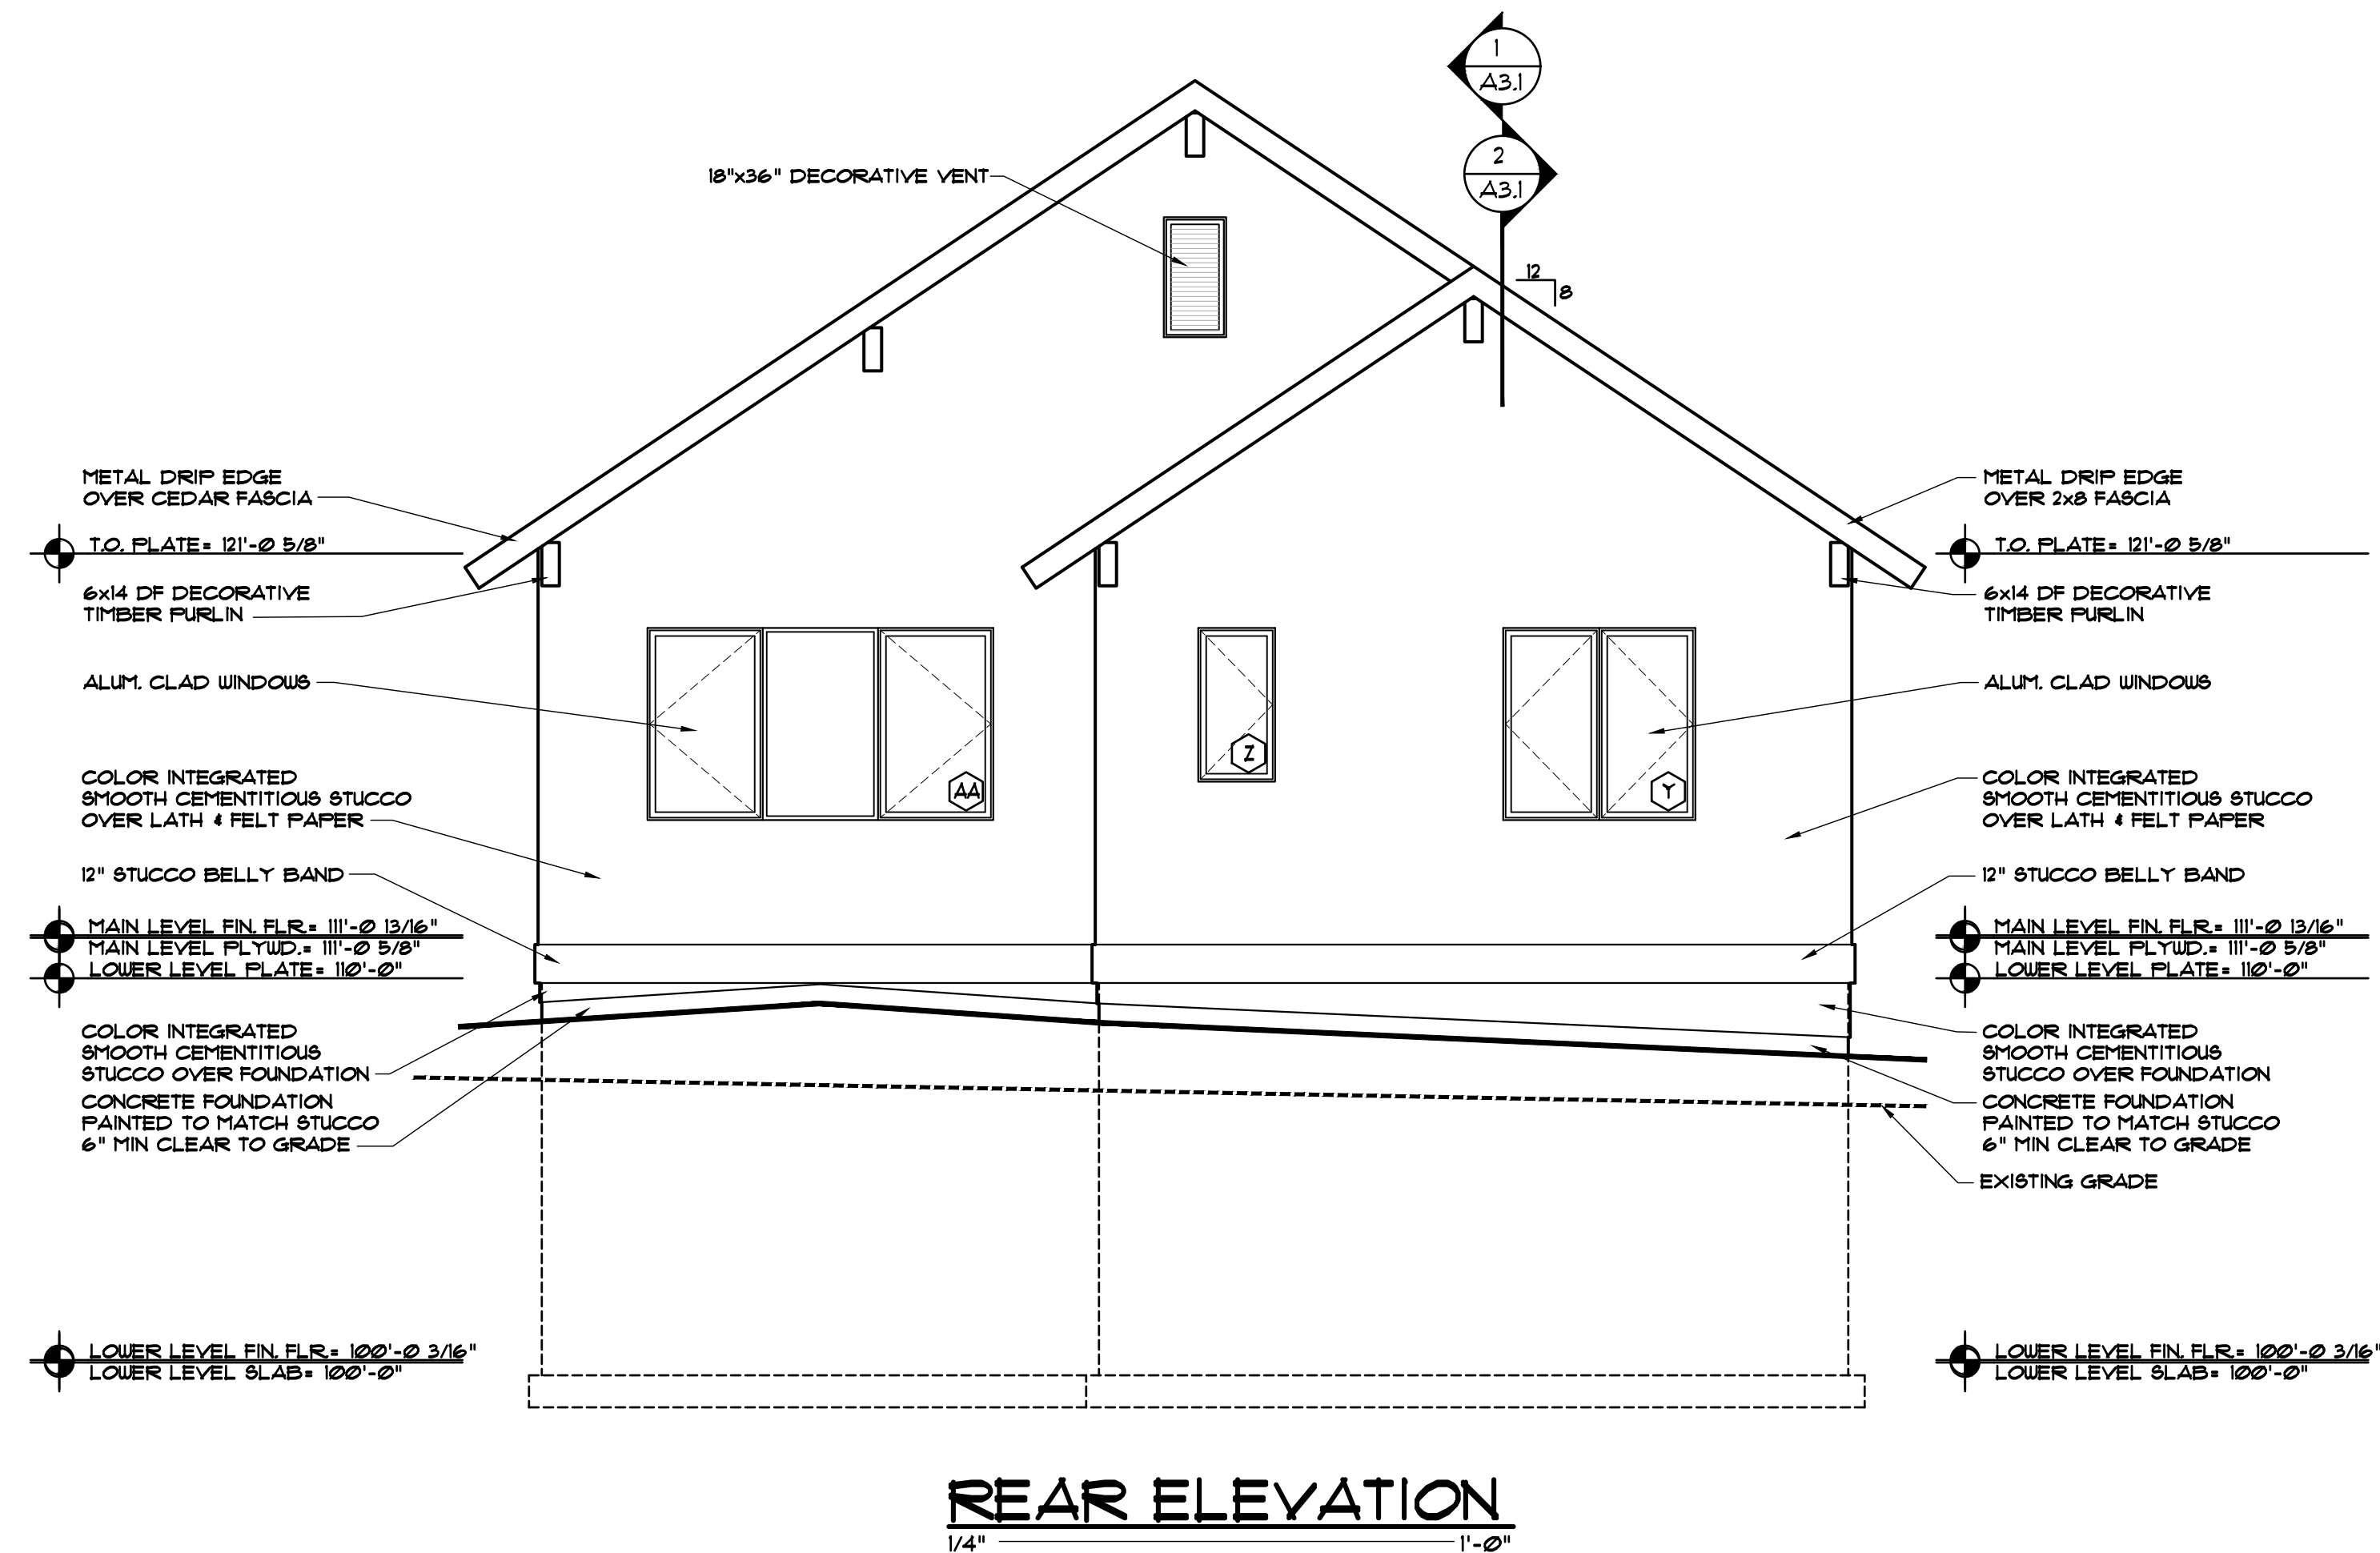 1
A3.1
2
A3.1
18"x36" DECORATIVE VENT
12
8
METAL DRIP EDGE
OVER CEDAR FASCIA
T.O. PLATE= 121'-0 5/8"
6x14 DF DECORATIVE
TIMBER PURLIN
ALUM. CLAD WINDOWS
COLOR INTEGRATED
SMOOTH CEMENTITIOUS STUCCO
OVER LATH & FELT PAPER
12" STUCCO BELLY BAND
MAIN LEVEL FIN. FLR.= 111'-0 13/16"
MAIN LEVEL PLYWD.= 111'-0 5/8"
LOWER LEVEL PLATE= 110'-0"
COLOR INTEGRATED
SMOOTH CEMENTITIOUS
STUCCO OVER FOUNDATION
CONCRETE FOUNDATION
PAINTED TO MATCH STUCCO
6" MIN CLEAR TO GRADE
LOWER LEVEL FIN. FLR.= 100'-0 3/16"
LOWER LEVEL SLAB= 100'-0"
AA
Z
Y
METAL DRIP EDGE
OVER 2x8 FASCIA
T.O. PLATE= 121'-0 5/8"
6x14 DF DECORATIVE
TIMBER PURLIN
ALUM. CLAD WINDOWS
COLOR INTEGRATED
SMOOTH CEMENTITIOUS STUCCO
OVER LATH & FELT PAPER
12" STUCCO BELLY BAND
MAIN LEVEL FIN. FLR.= 111'-0 13/16"
MAIN LEVEL PLYWD.= 111'-0 5/8"
LOWER LEVEL PLATE= 110'-0"
COLOR INTEGRATED
SMOOTH CEMENTITIOUS
STUCCO OVER FOUNDATION
CONCRETE FOUNDATION
PAINTED TO MATCH STUCCO
6" MIN CLEAR TO GRADE
EXISTING GRADE
LOWER LEVEL FIN. FLR.= 100'-0 3/16"
LOWER LEVEL SLAB= 100'-0"
REAR ELEVATION
1/4" 1'-0"